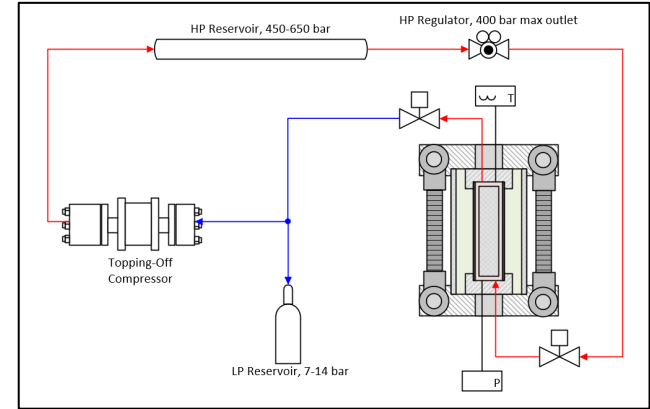 HP Reservoir, 450-650 bar
HP Regulator, 400 bar max outlet
T
Topping-Off
Compressor
LP Reservoir, 7-14 bar
P